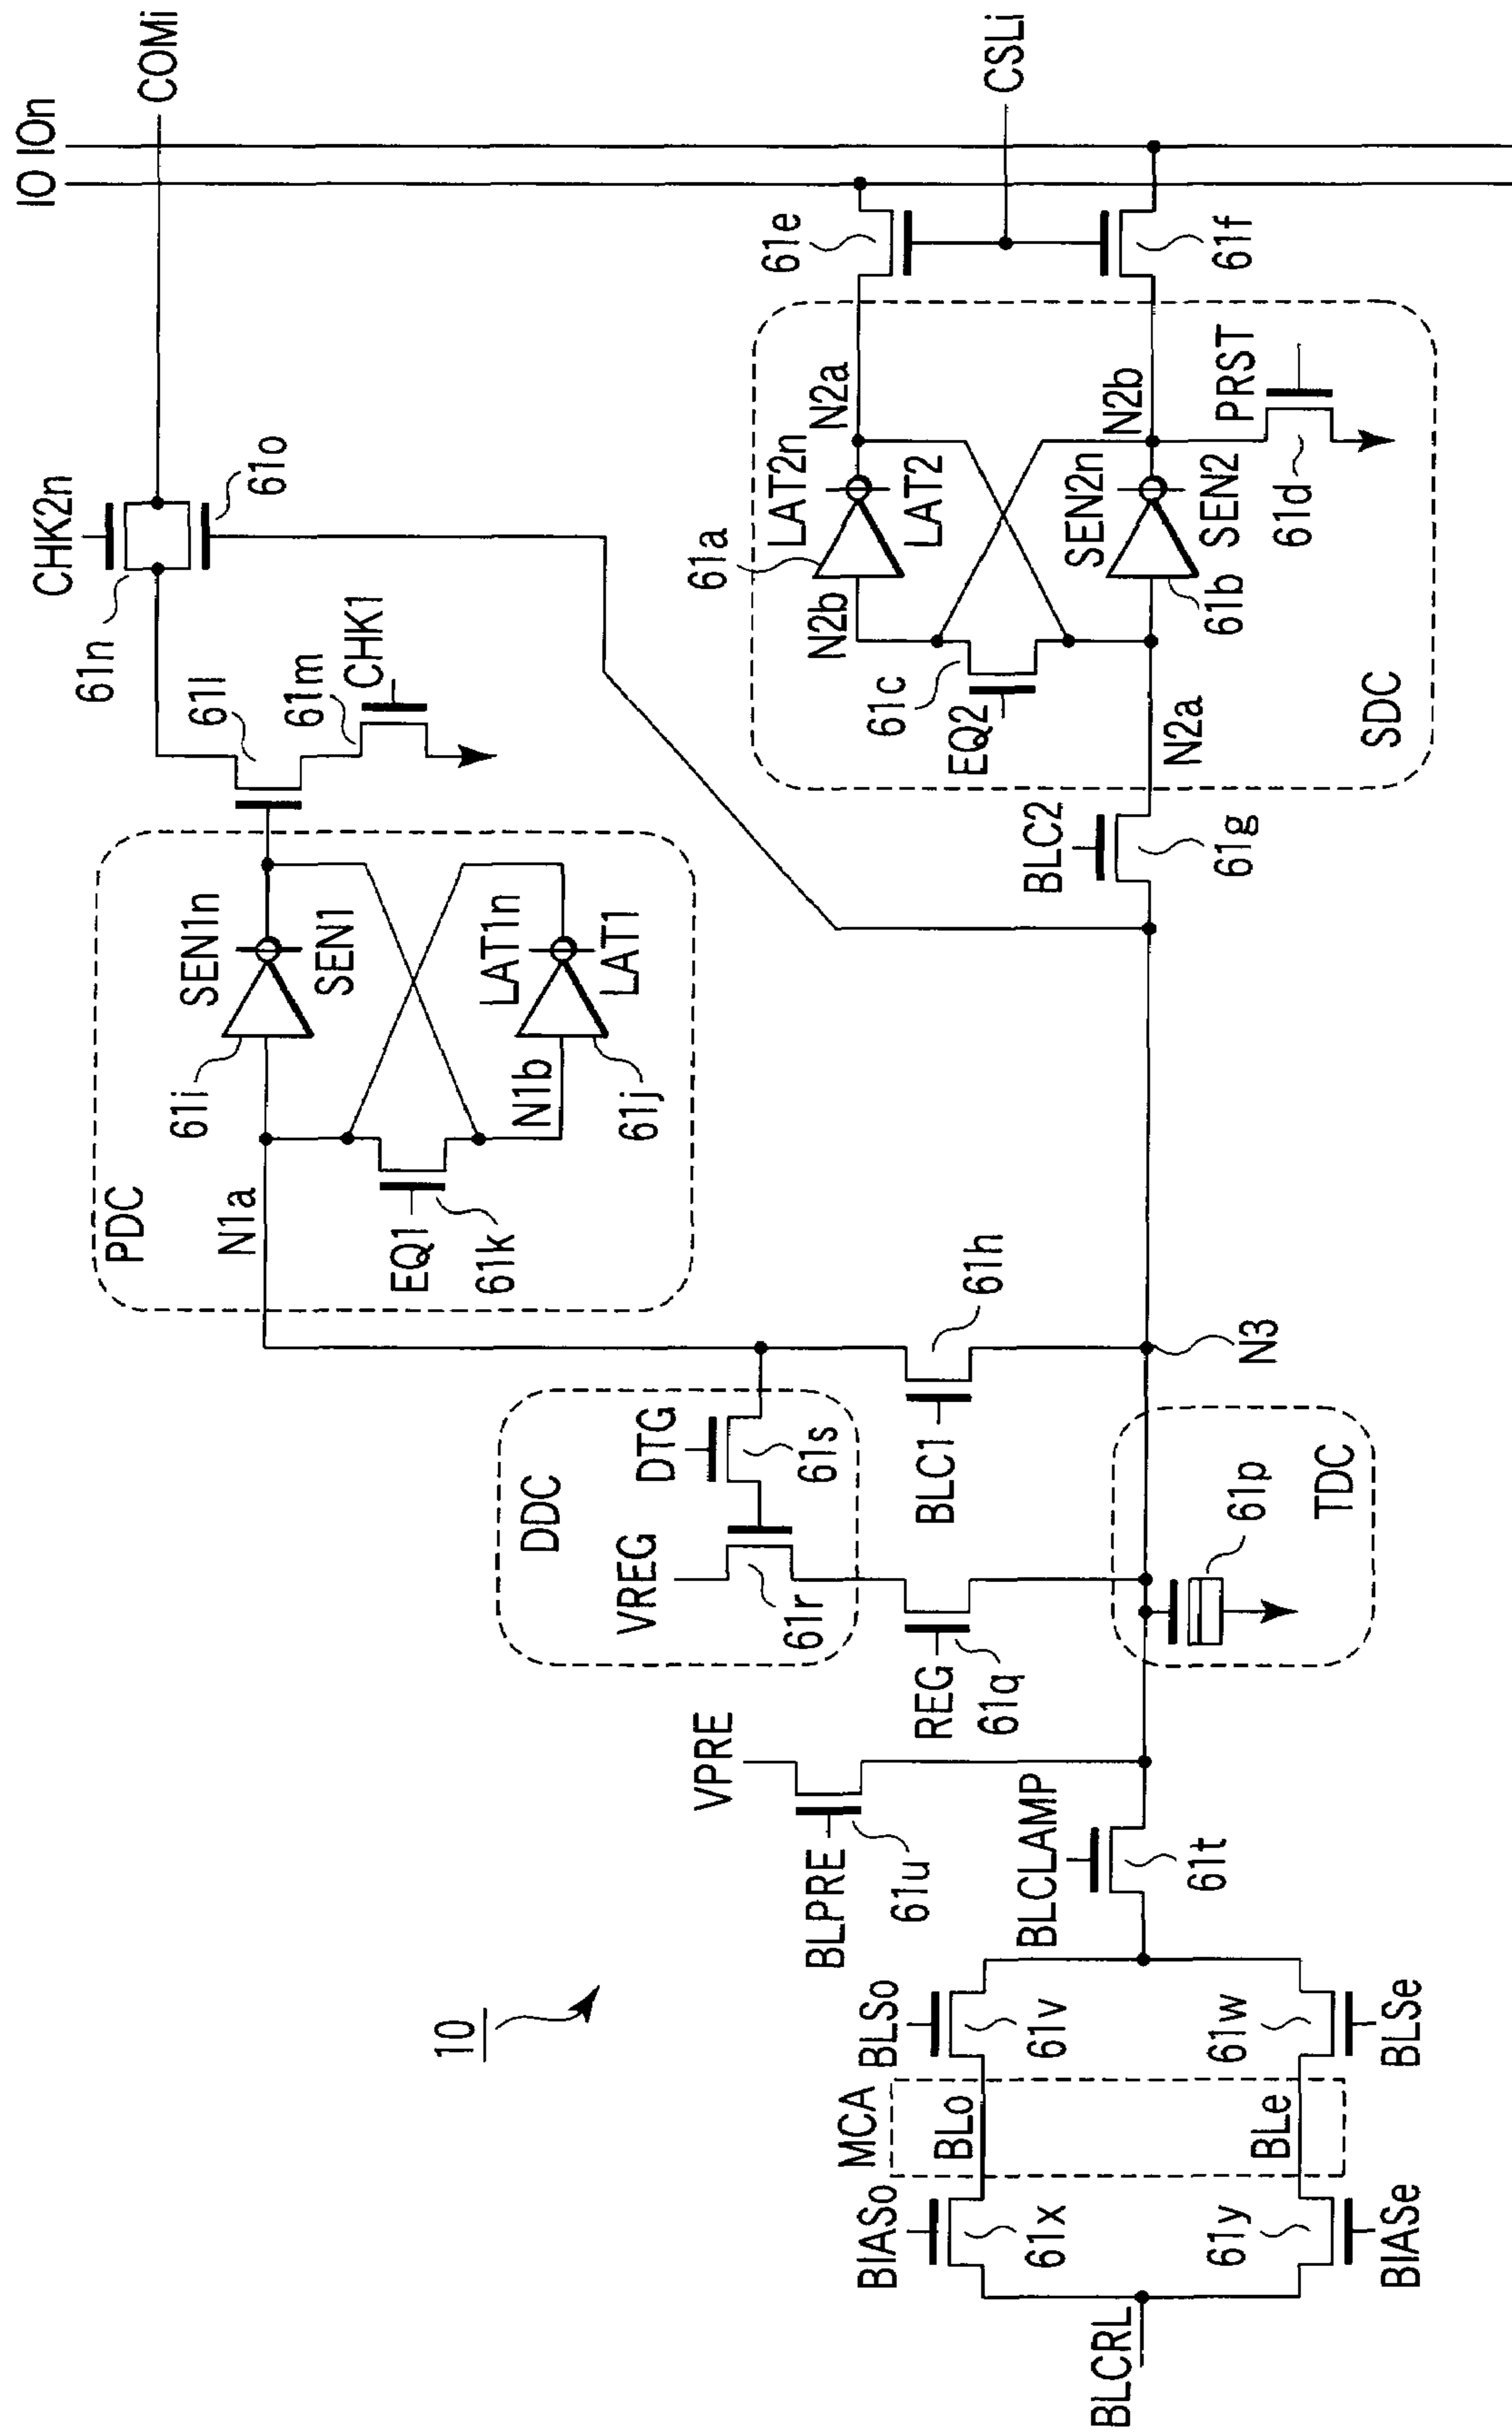 IO IOn
COMi
CHK2n
61n
61o
61l
61m
CHK1
CSLi
61e
61f
PDC
N1a
61i
SEN1n
SEN1
LAT1n
LAT1
N1b
61j
EQ1
61k
SDC
61a
LAT2n
LAT2
N2a
N2b
SEN2n
SEN2
N2b
61b
61c
EQ2
N2a
PRST
61d
BLC2
61g
DDC
DTG
61s
VREG
61r
BLC1
61h
N3
REG
61q
TDC
61p
VPRE
BLPRE
61u
BLCLAMP
61t
10
BLSo
61v
61w
BLSe
MCA
BLo
BLe
BIASo
61x
61y
BIASe
BLCRL